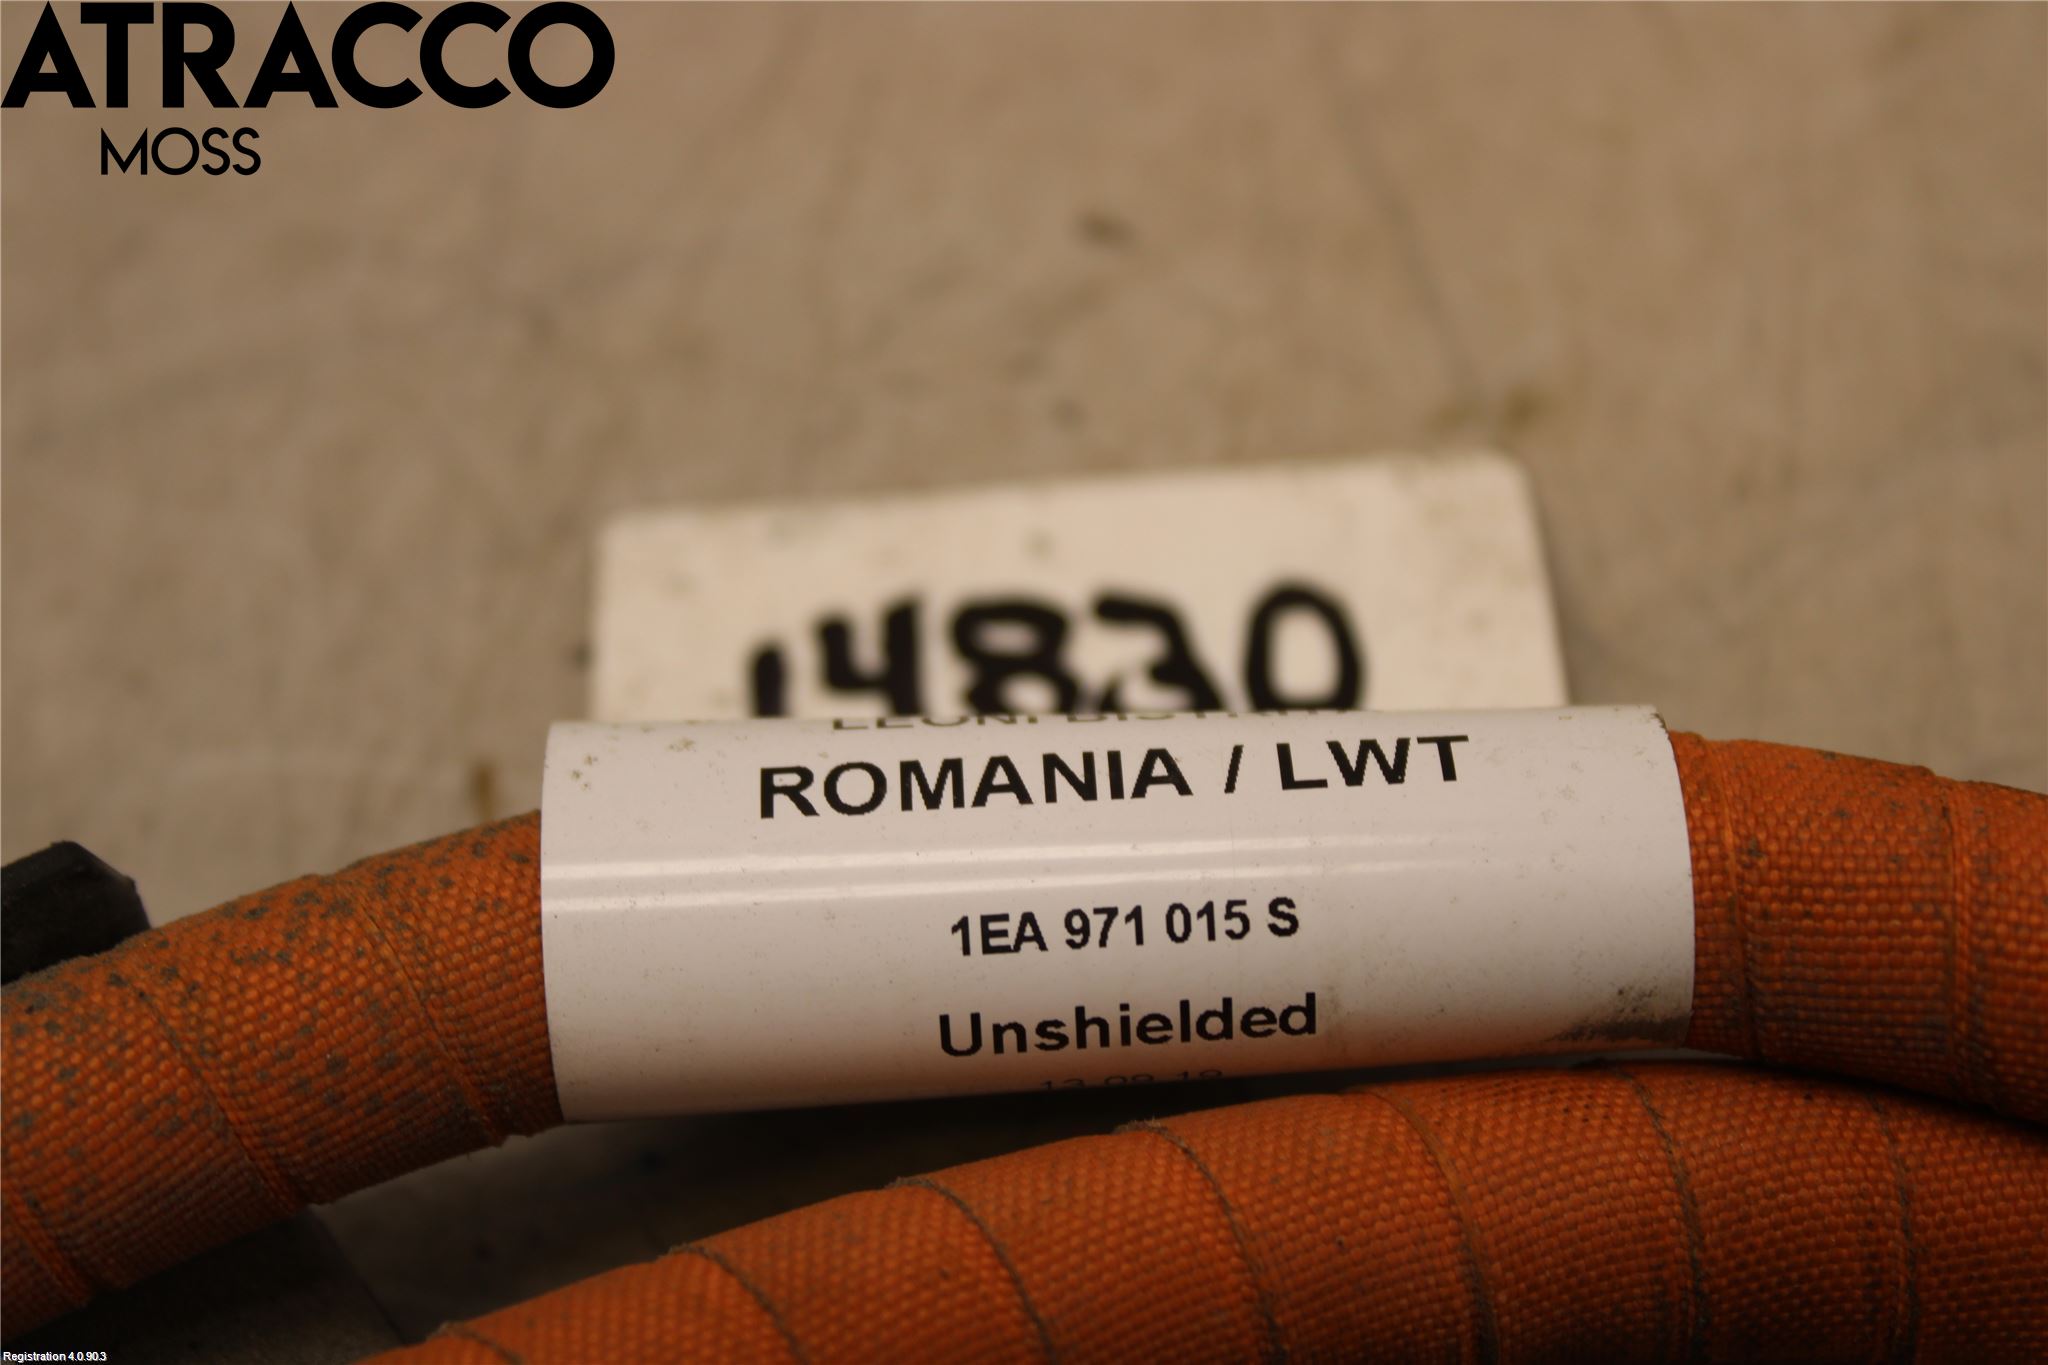 ATRACCO
MOSS
14830
ROMANIA / LWT
1EA 971 015 S
Unshielded
Registration 4.0.90.3